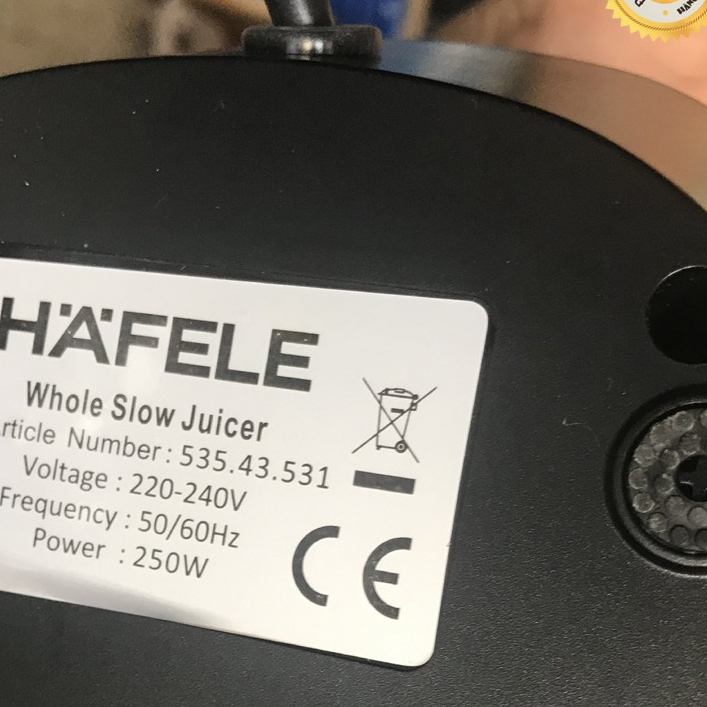 HÄFELE
Whole Slow Juicer
rticle Number : 535.43.531
Voltage : 220-240V
Frequency : 50/60Hz
Power : 250W
CE